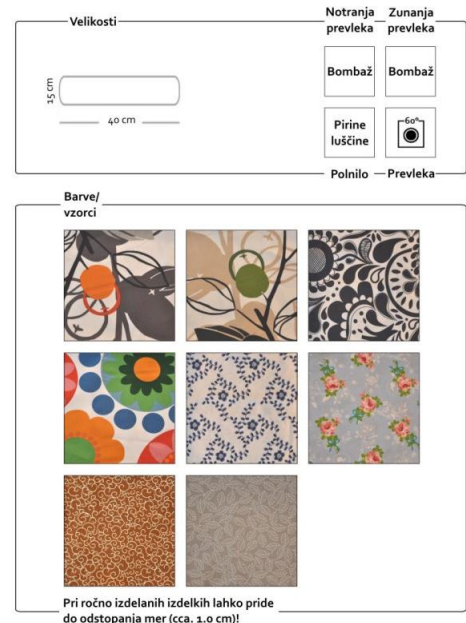 Velikosti
Notranja prevleka
Zunanja prevleka
15 cm
40 cm
Bombaž
Bombaž
Pirine luščine
60°
Polnilo
Prevleka
Barve/
vzorci
Pri ročno izdelanih izdelkih lahko pride
do odstopanja mer (cca. 1.0 cm)!